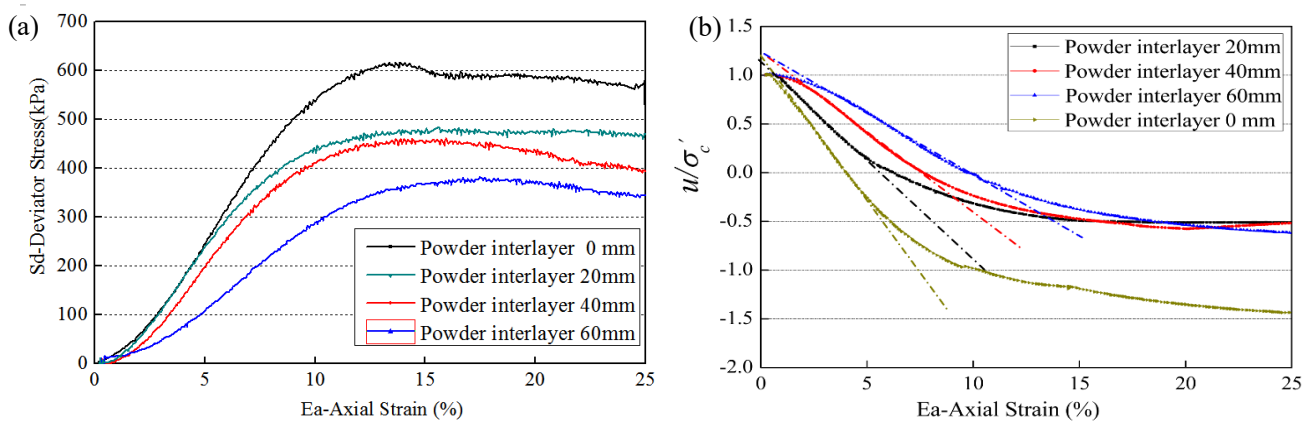 (a)
700
600
500
400
300
200
100
0
Sd-Deviator Stress(kPa)
Powder interlayer 0 mm
Powder interlayer 20mm
Powder interlayer 40mm
Powder interlayer 60mm
0 5 10 15 20 25
Ea-Axial Strain (%)
(b)
1.5
1.0
0.5
0.0
-0.5
-1.0
-1.5
-2.0
u/σ′c
Powder interlayer 20mm
Powder interlayer 40mm
Powder interlayer 60mm
Powder interlayer 0 mm
0 5 10 15 20 25
Ea-Axial Strain (%)